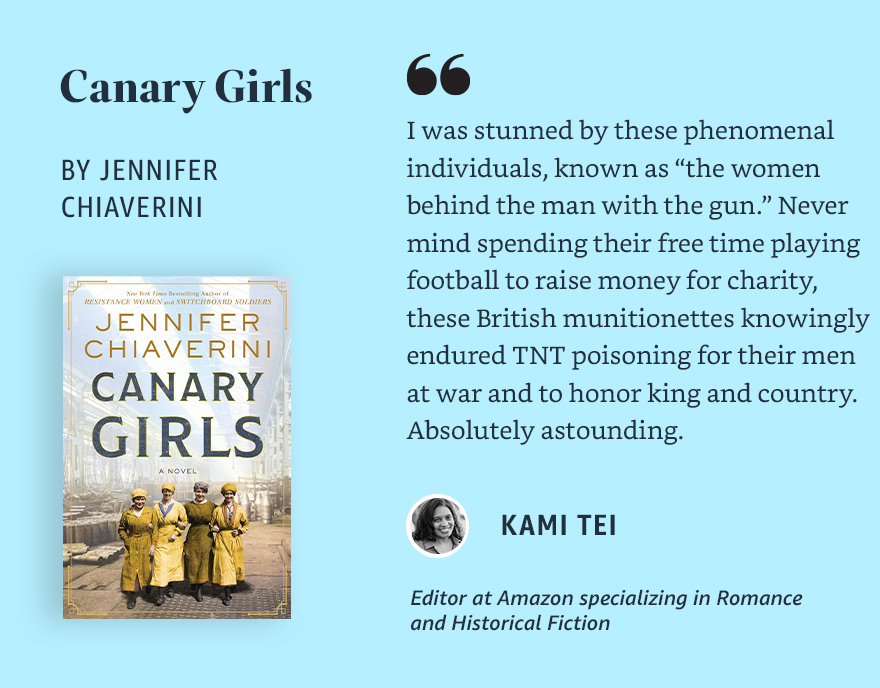 Canary Girls
BY JENNIFER
CHIAVERINI
New York Times Bestselling Author of
RESISTANCE WOMEN and SWITCHBOARD SOLDIERS
JENNIFER
CHIAVERINI
CANARY
GIRLS
A NOVEL
“
I was stunned by these phenomenal
individuals, known as “the women
behind the man with the gun.” Never
mind spending their free time playing
football to raise money for charity,
these British munitionettes knowingly
endured TNT poisoning for their men
at war and to honor king and country.
Absolutely astounding.
KAMI TEI
Editor at Amazon specializing in Romance
and Historical Fiction